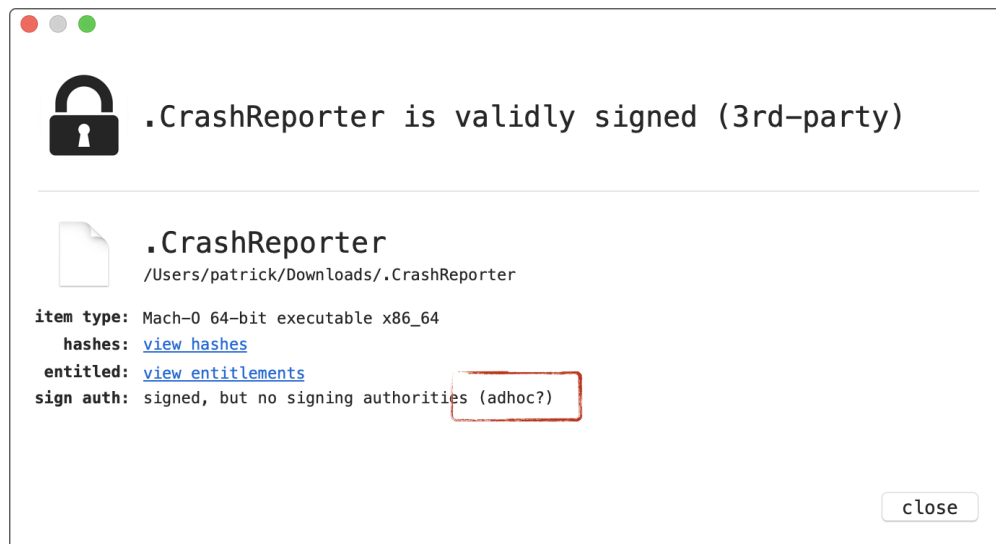 .CrashReporter is validly signed (3rd-party)
.CrashReporter
/Users/patrick/Downloads/.CrashReporter
item type: Mach-O 64-bit executable x86_64
hashes: view hashes
entitled: view entitlements
sign auth: signed, but no signing authorities (adhoc?)
close